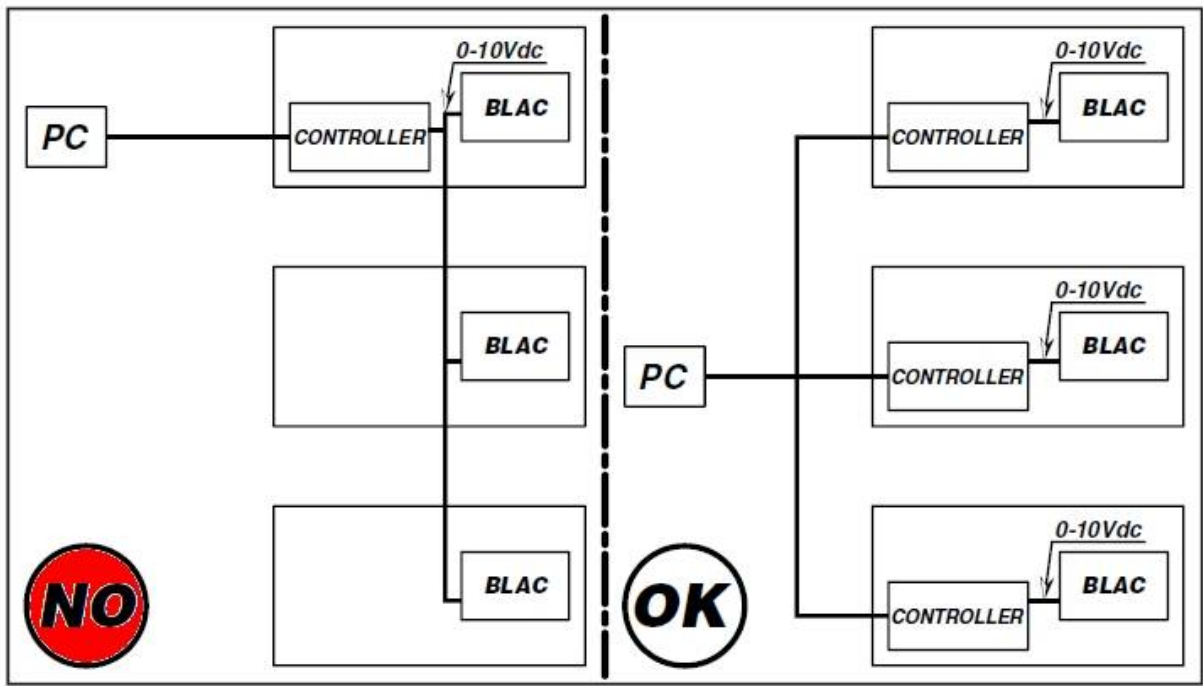 0-10Vdc
BLAC
PC
CONTROLLER
BLAC
BLAC
NO
0-10Vdc
BLAC
CONTROLLER
0-10Vdc
BLAC
PC
CONTROLLER
0-10Vdc
BLAC
CONTROLLER
OK